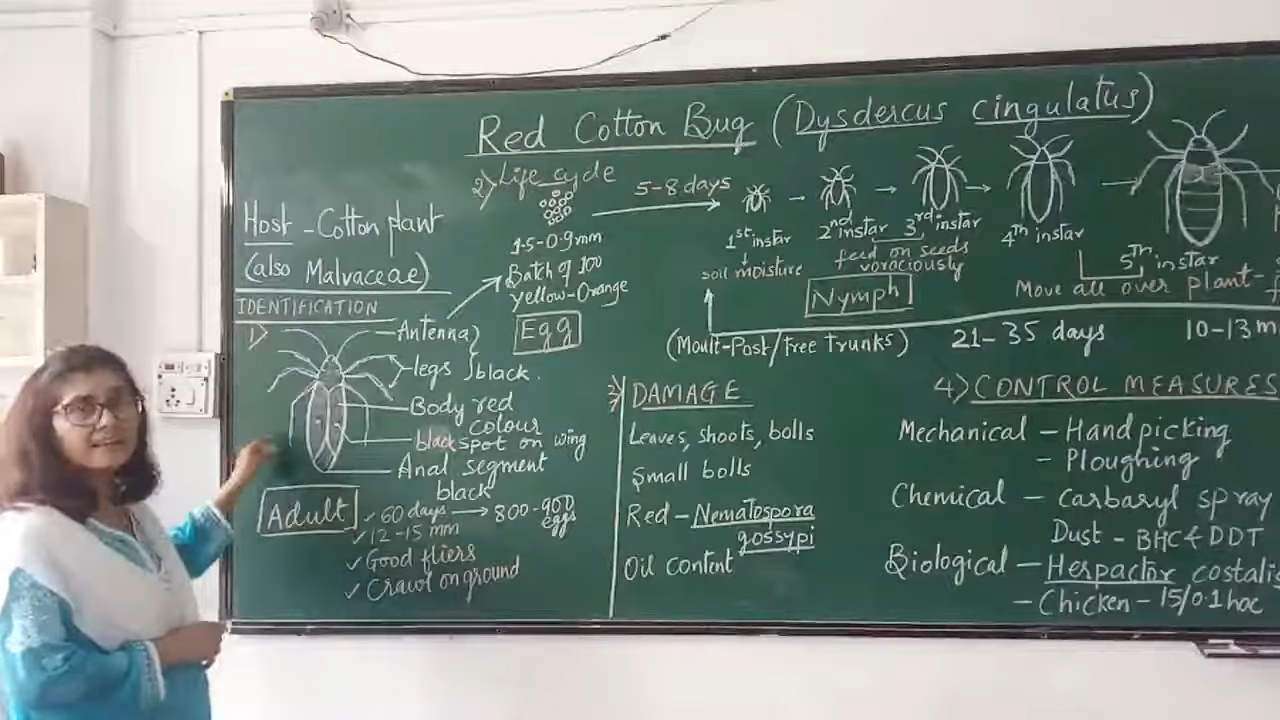 Red Cotton Bug (Dysdercus cingulatus)
Host - Cotton plant
(also Malvaceae)
IDENTIFICATION
1)
Antenna
legs
black.
Body red
colour
black spot on wing
Anal segment
black
Adult
✓ 60 days → 800-900
eggs
✓ 12-15 mm
✓ Good fliers
✓ Crawl on ground
2) Life cycle
1.5-0.9mm
Batch of 100
Yellow-Orange
Egg
5-8 days
1st instar
soil moisture
2nd instar
3rd instar
feed on seeds
voraciously
4th instar
5th instar
Move all over plant-
Nymph
(Moult-Post/Tree Trunks)
21-35 days
10-13m
3) DAMAGE
Leaves, shoots, bolls
Small bolls
Red - Nematospora
gossypi
Oil content
4) CONTROL MEASURES
Mechanical - Hand picking
- Ploughing
Chemical - Carbaryl spray
Dust - BHC & DDT
Biological - Herpactor costalis
- Chicken - 15/0.1 hac